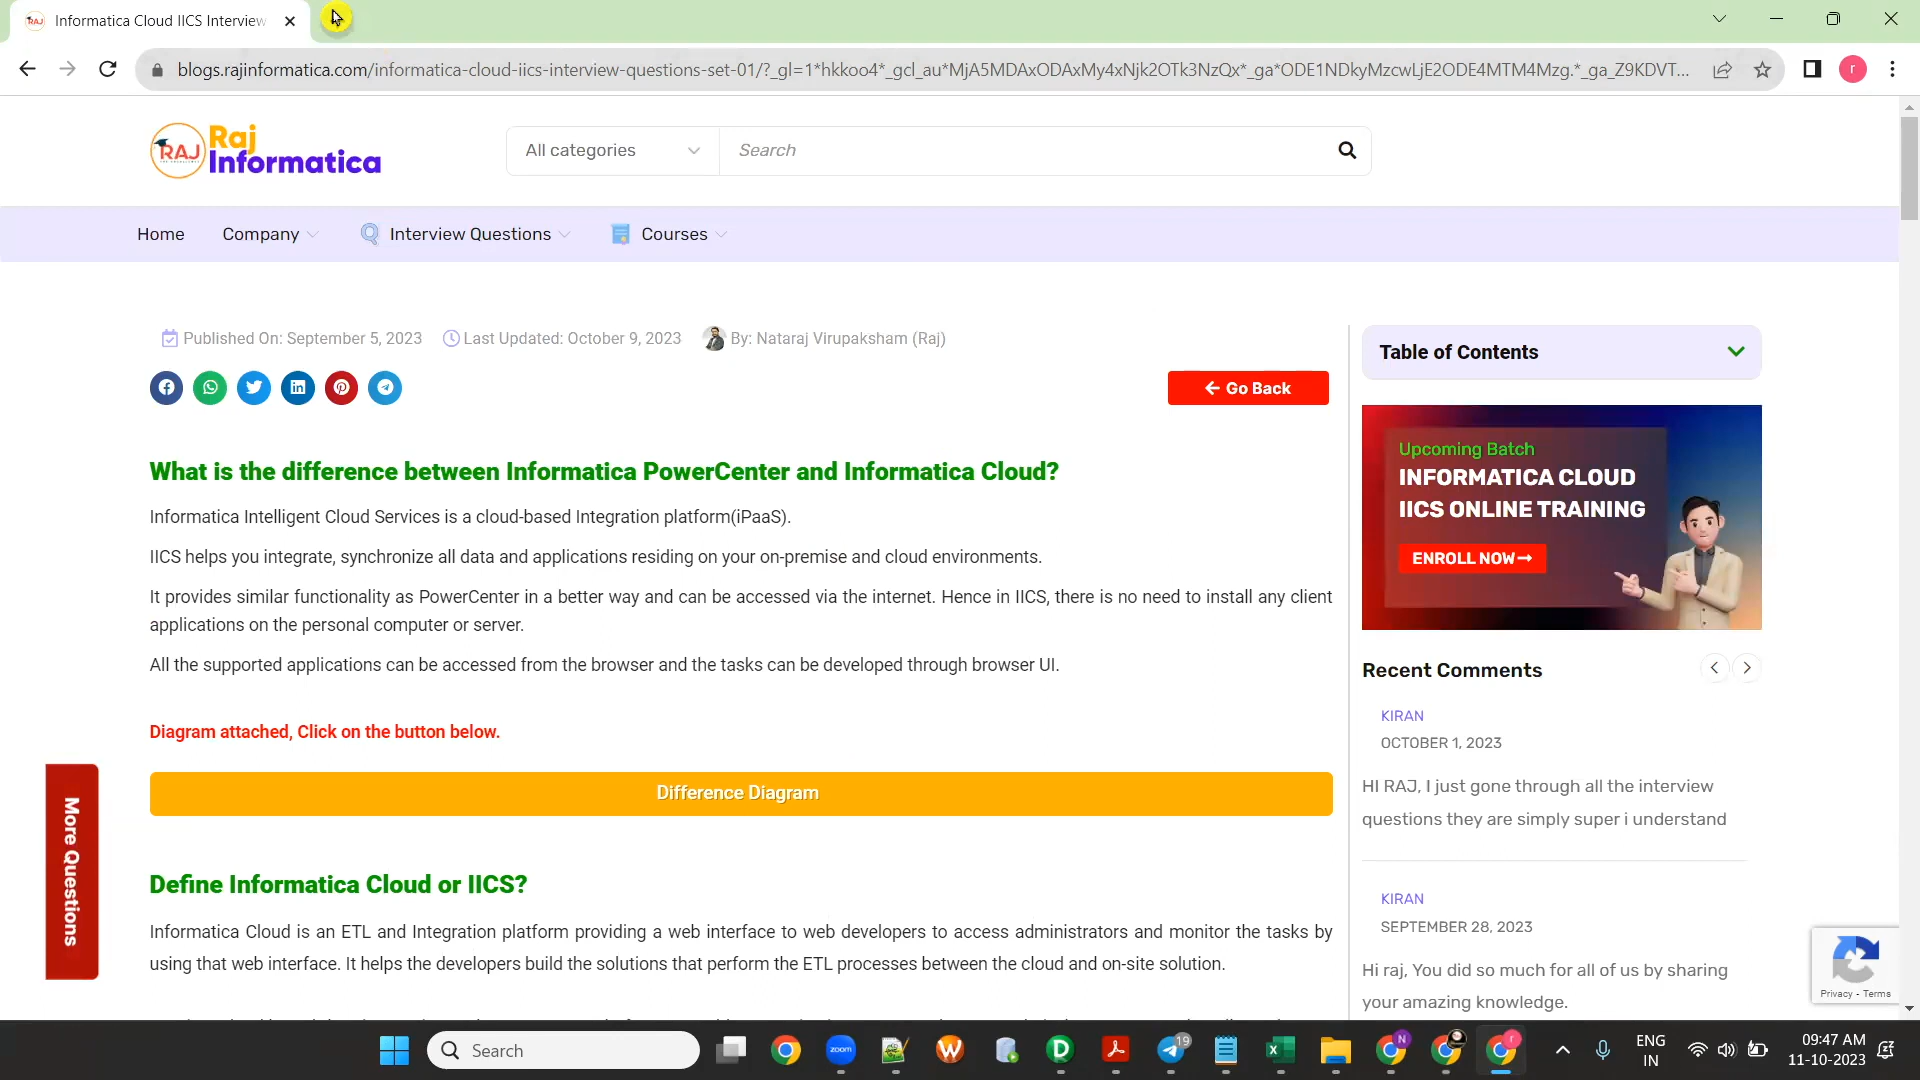 Informatica Cloud IICS Interview
blogs.rajinformatica.com/informatica-cloud-iics-interview-questions-set-01/?_gl=1*hkkoo4*_gcl_au*MjA5MDAxODAxMy4xNjk2OTk3NzQx*_ga*ODE1NDkyMzcwLjE2ODE4MTM4Mzg.*_ga_Z9KDVT...
r
RAJ
Raj
Informatica
All categories
Search
Home
Company
Interview Questions
Courses
Published On: September 5, 2023
Last Updated: October 9, 2023
By: Nataraj Virupaksham (Raj)
Go Back
What is the difference between Informatica PowerCenter and Informatica Cloud?
Informatica Intelligent Cloud Services is a cloud-based Integration platform(iPaaS).
IICS helps you integrate, synchronize all data and applications residing on your on-premise and cloud environments.
It provides similar functionality as PowerCenter in a better way and can be accessed via the internet. Hence in IICS, there is no need to install any client
applications on the personal computer or server.
All the supported applications can be accessed from the browser and the tasks can be developed through browser UI.
Diagram attached, Click on the button below.
Difference Diagram
Define Informatica Cloud or IICS?
Informatica Cloud is an ETL and Integration platform providing a web interface to web developers to access administrators and monitor the tasks by
using that web interface. It helps the developers build the solutions that perform the ETL processes between the cloud and on-site solution.
More Questions
Table of Contents
Upcoming Batch
INFORMATICA CLOUD
IICS ONLINE TRAINING
ENROLL NOW
Recent Comments
KIRAN
OCTOBER 1, 2023
HI RAJ, I just gone through all the interview
questions they are simply super i understand
KIRAN
SEPTEMBER 28, 2023
Hi raj, You did so much for all of us by sharing
your amazing knowledge.
Privacy - Terms
Search
zoom
19
N
r
ENG
IN
09:47 AM
11-10-2023